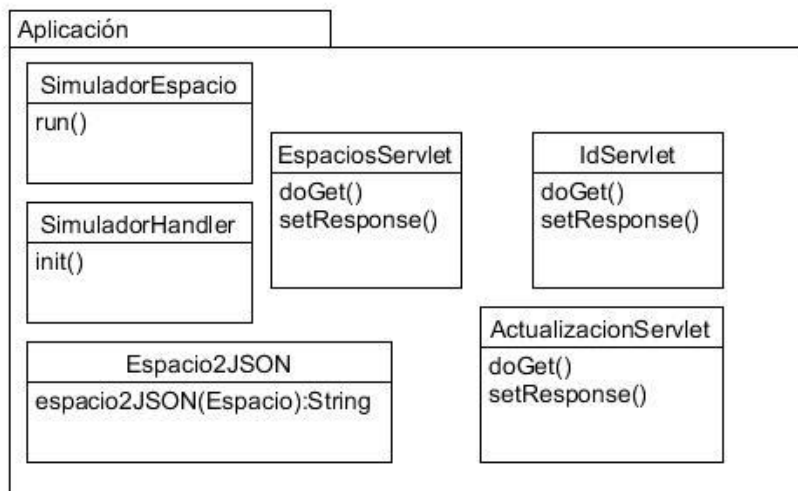 Aplicación
SimuladorEspacio
run()
EspaciosServlet
doGet()
setResponse()
IdServlet
doGet()
setResponse()
SimuladorHandler
init()
ActualizacionServlet
doGet()
setResponse()
Espacio2JSON
espacio2JSON(Espacio):String